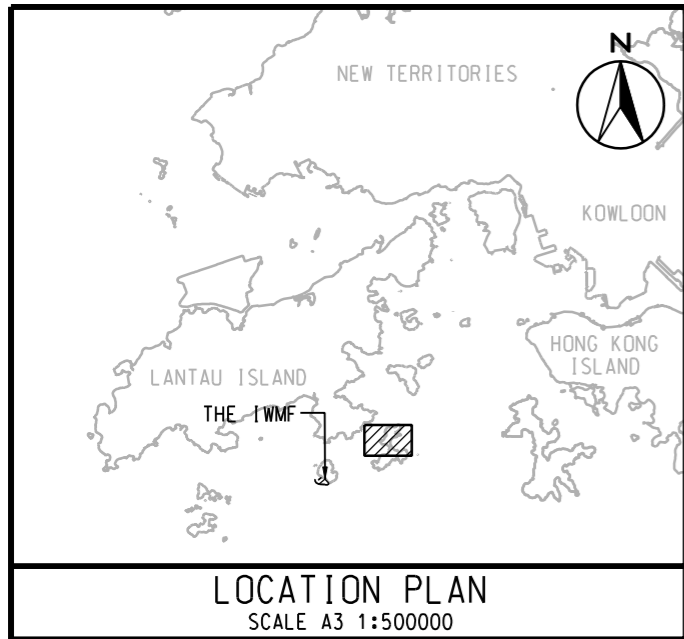 N
NEW TERRITORIES
KOWLOON
HONG KONG
ISLAND
LANTAU ISLAND
THE IWMF
LOCATION PLAN
SCALE A3 1:500000